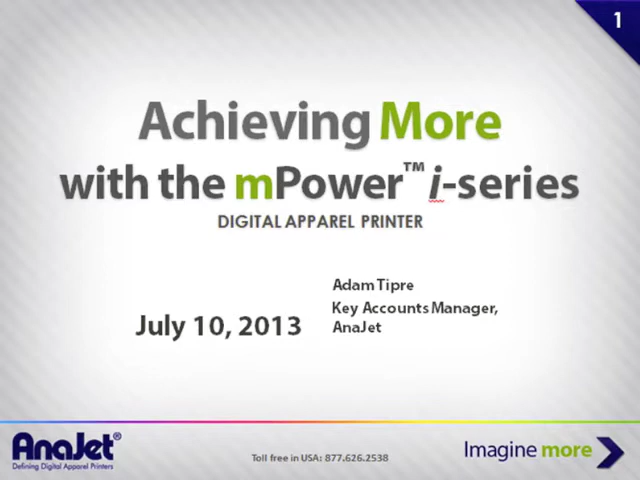 1
Achieving More
with the mPower™ i-series
DIGITAL APPAREL PRINTER
Adam Tipre
Key Accounts Manager,
AnaJet
July 10, 2013
AnaJet®
Defining Digital Apparel Printers
Toll free in USA: 877.626.2538
Imagine more